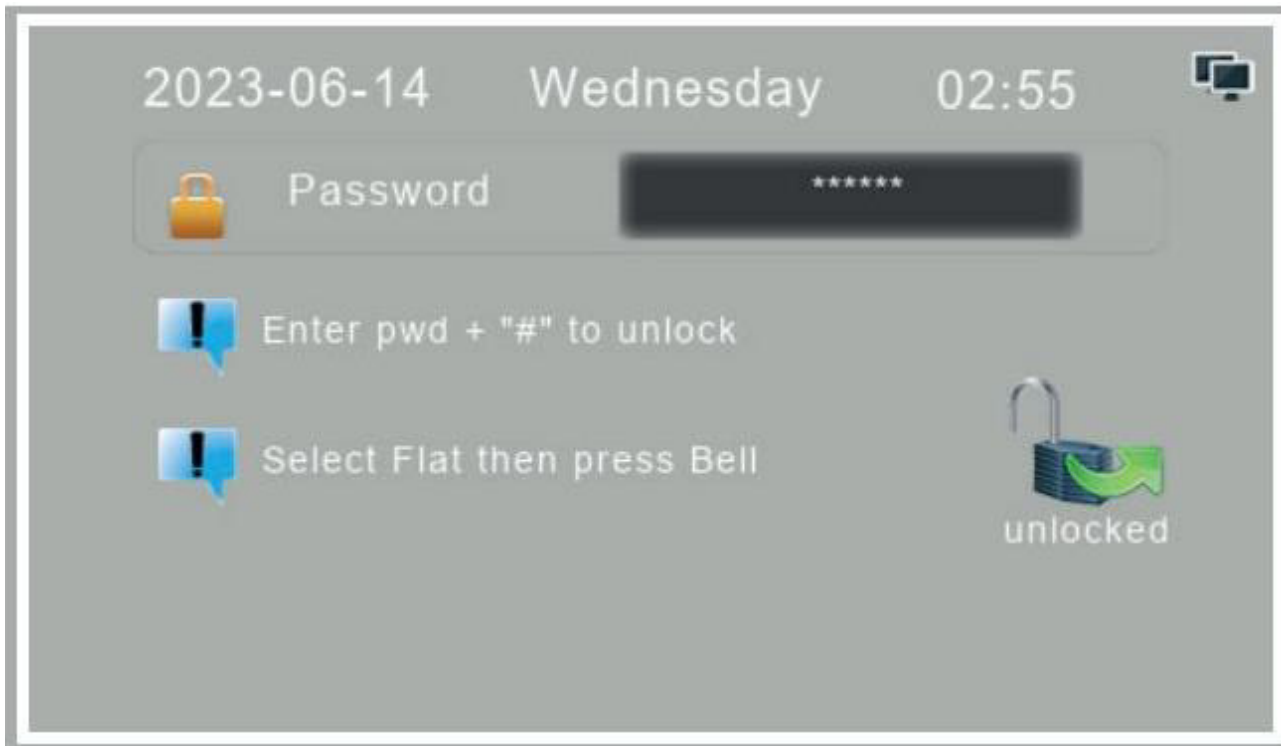 2023-06-14 Wednesday 02:55
Password ******
Enter pwd + "#" to unlock
Select Flat then press Bell
unlocked